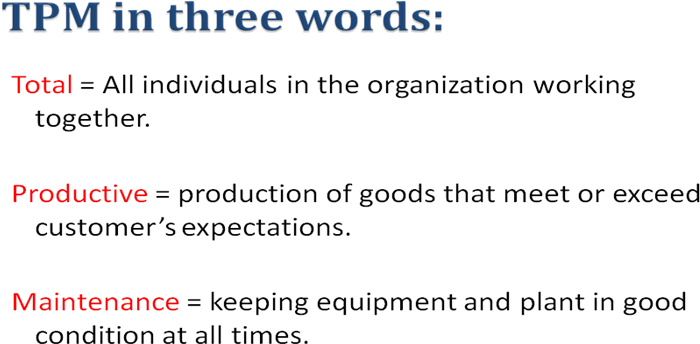 TPM in three words:
Total = All individuals in the organization working
together.
Productive = production of goods that meet or exceed
customer’s expectations.
Maintenance = keeping equipment and plant in good
condition at all times.